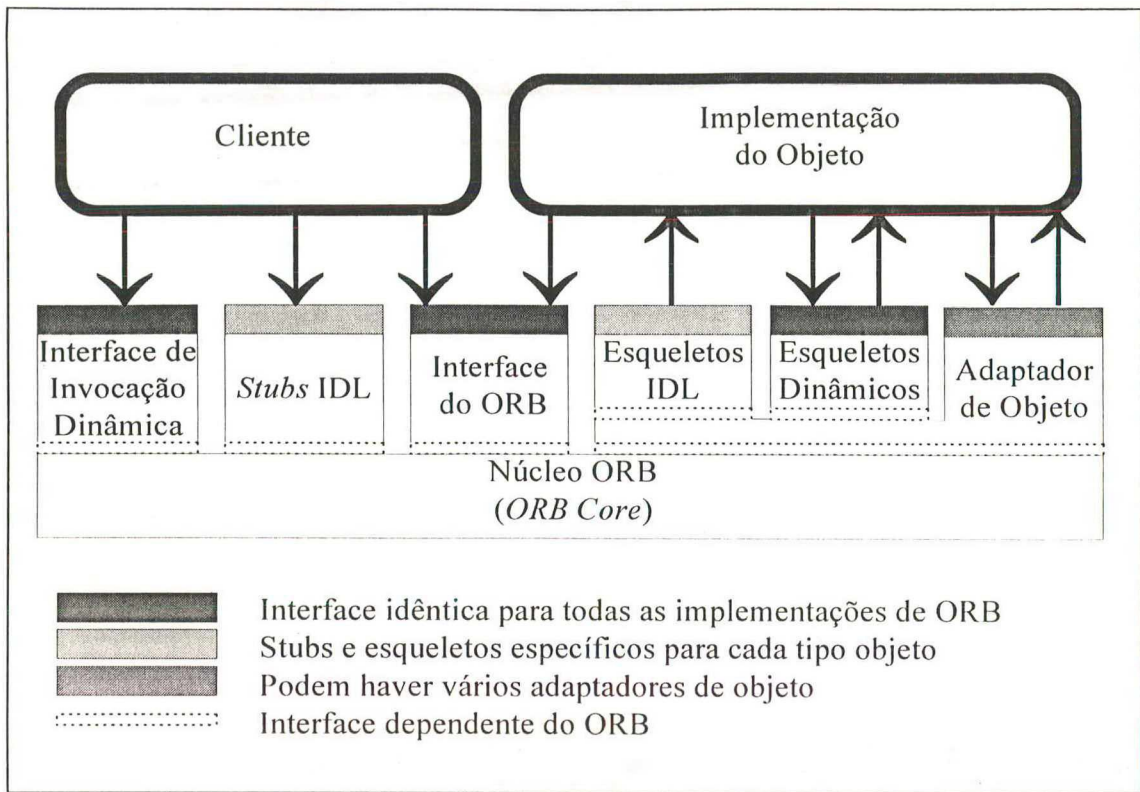 Cliente
Implementação
do Objeto
Interface de
Invocação
Dinâmica
Stubs IDL
Interface
do ORB
Esqueletos
IDL
Esqueletos
Dinâmicos
Adaptador
de Objeto
Núcleo ORB
(ORB Core)
Interface idêntica para todas as implementações de ORB
Stubs e esqueletos específicos para cada tipo objeto
Podem haver vários adaptadores de objeto
Interface dependente do ORB